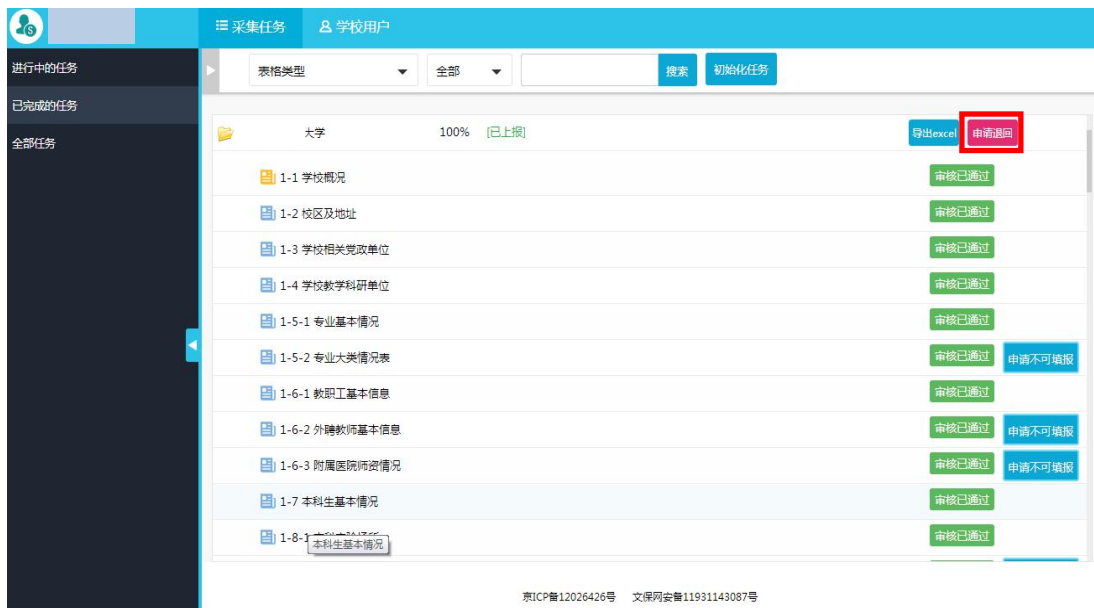 采集任务 学校用户
进行中的任务
已完成的任务
全部任务
表格类型 全部 搜索 初始化任务
大学 100% [已上报] 导出excel 申请退回
1-1 学校概况 审核已通过
1-2 校区及地址 审核已通过
1-3 学校相关党政单位 审核已通过
1-4 学校教学科研单位 审核已通过
1-5-1 专业基本情况 审核已通过
1-5-2 专业大类情况表 审核已通过 申请不可填报
1-6-1 教职工基本信息 审核已通过
1-6-2 外聘教师基本信息 审核已通过 申请不可填报
1-6-3 附属医院师资情况 审核已通过 申请不可填报
1-7 本科生基本情况 审核已通过
1-8-1 审核已通过
本科生基本情况
京ICP备12026426号 文保网安备11931143087号